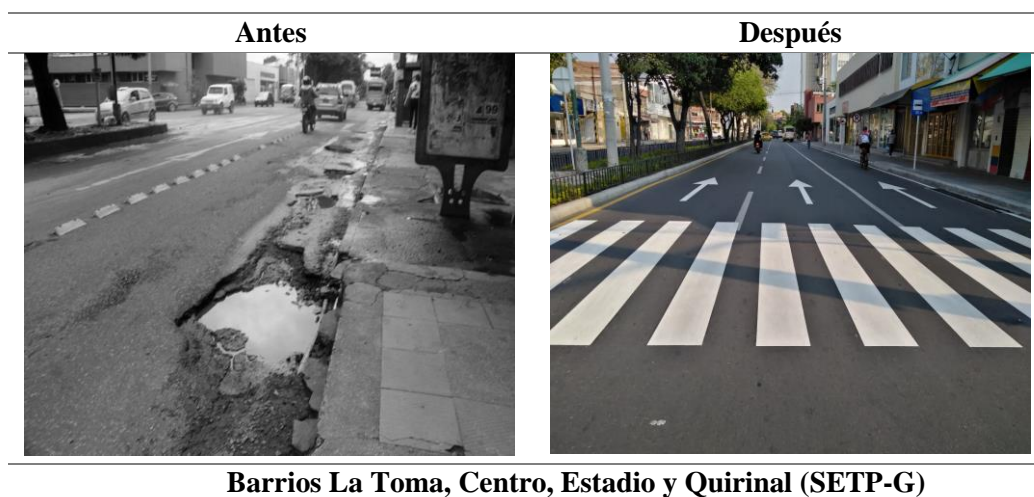 Antes
Después
Barrios La Toma, Centro, Estadio y Quirinal (SETP-G)